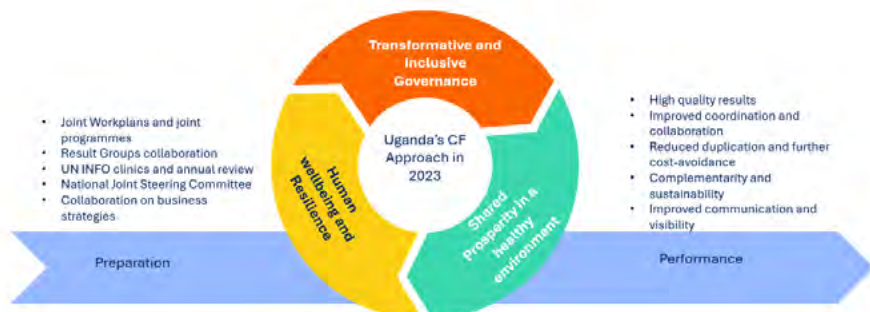 Transformative and
Inclusive
Governance
• Joint Workplans and joint
programmes
• Result Groups collaboration
• UN INFO clinics and annual review
• National Joint Steering Committee
• Collaboration on business
strategies
Uganda's CF
Approach in
2023
Human
wellbeing and
Resilience
Shared
Prosperity in a
healthy
environment
• High quality results
• Improved coordination and
collaboration
• Reduced duplication and further
cost-avoidance
• Complementarity and
sustainability
• Improved communication and
visibility
Preparation
Performance